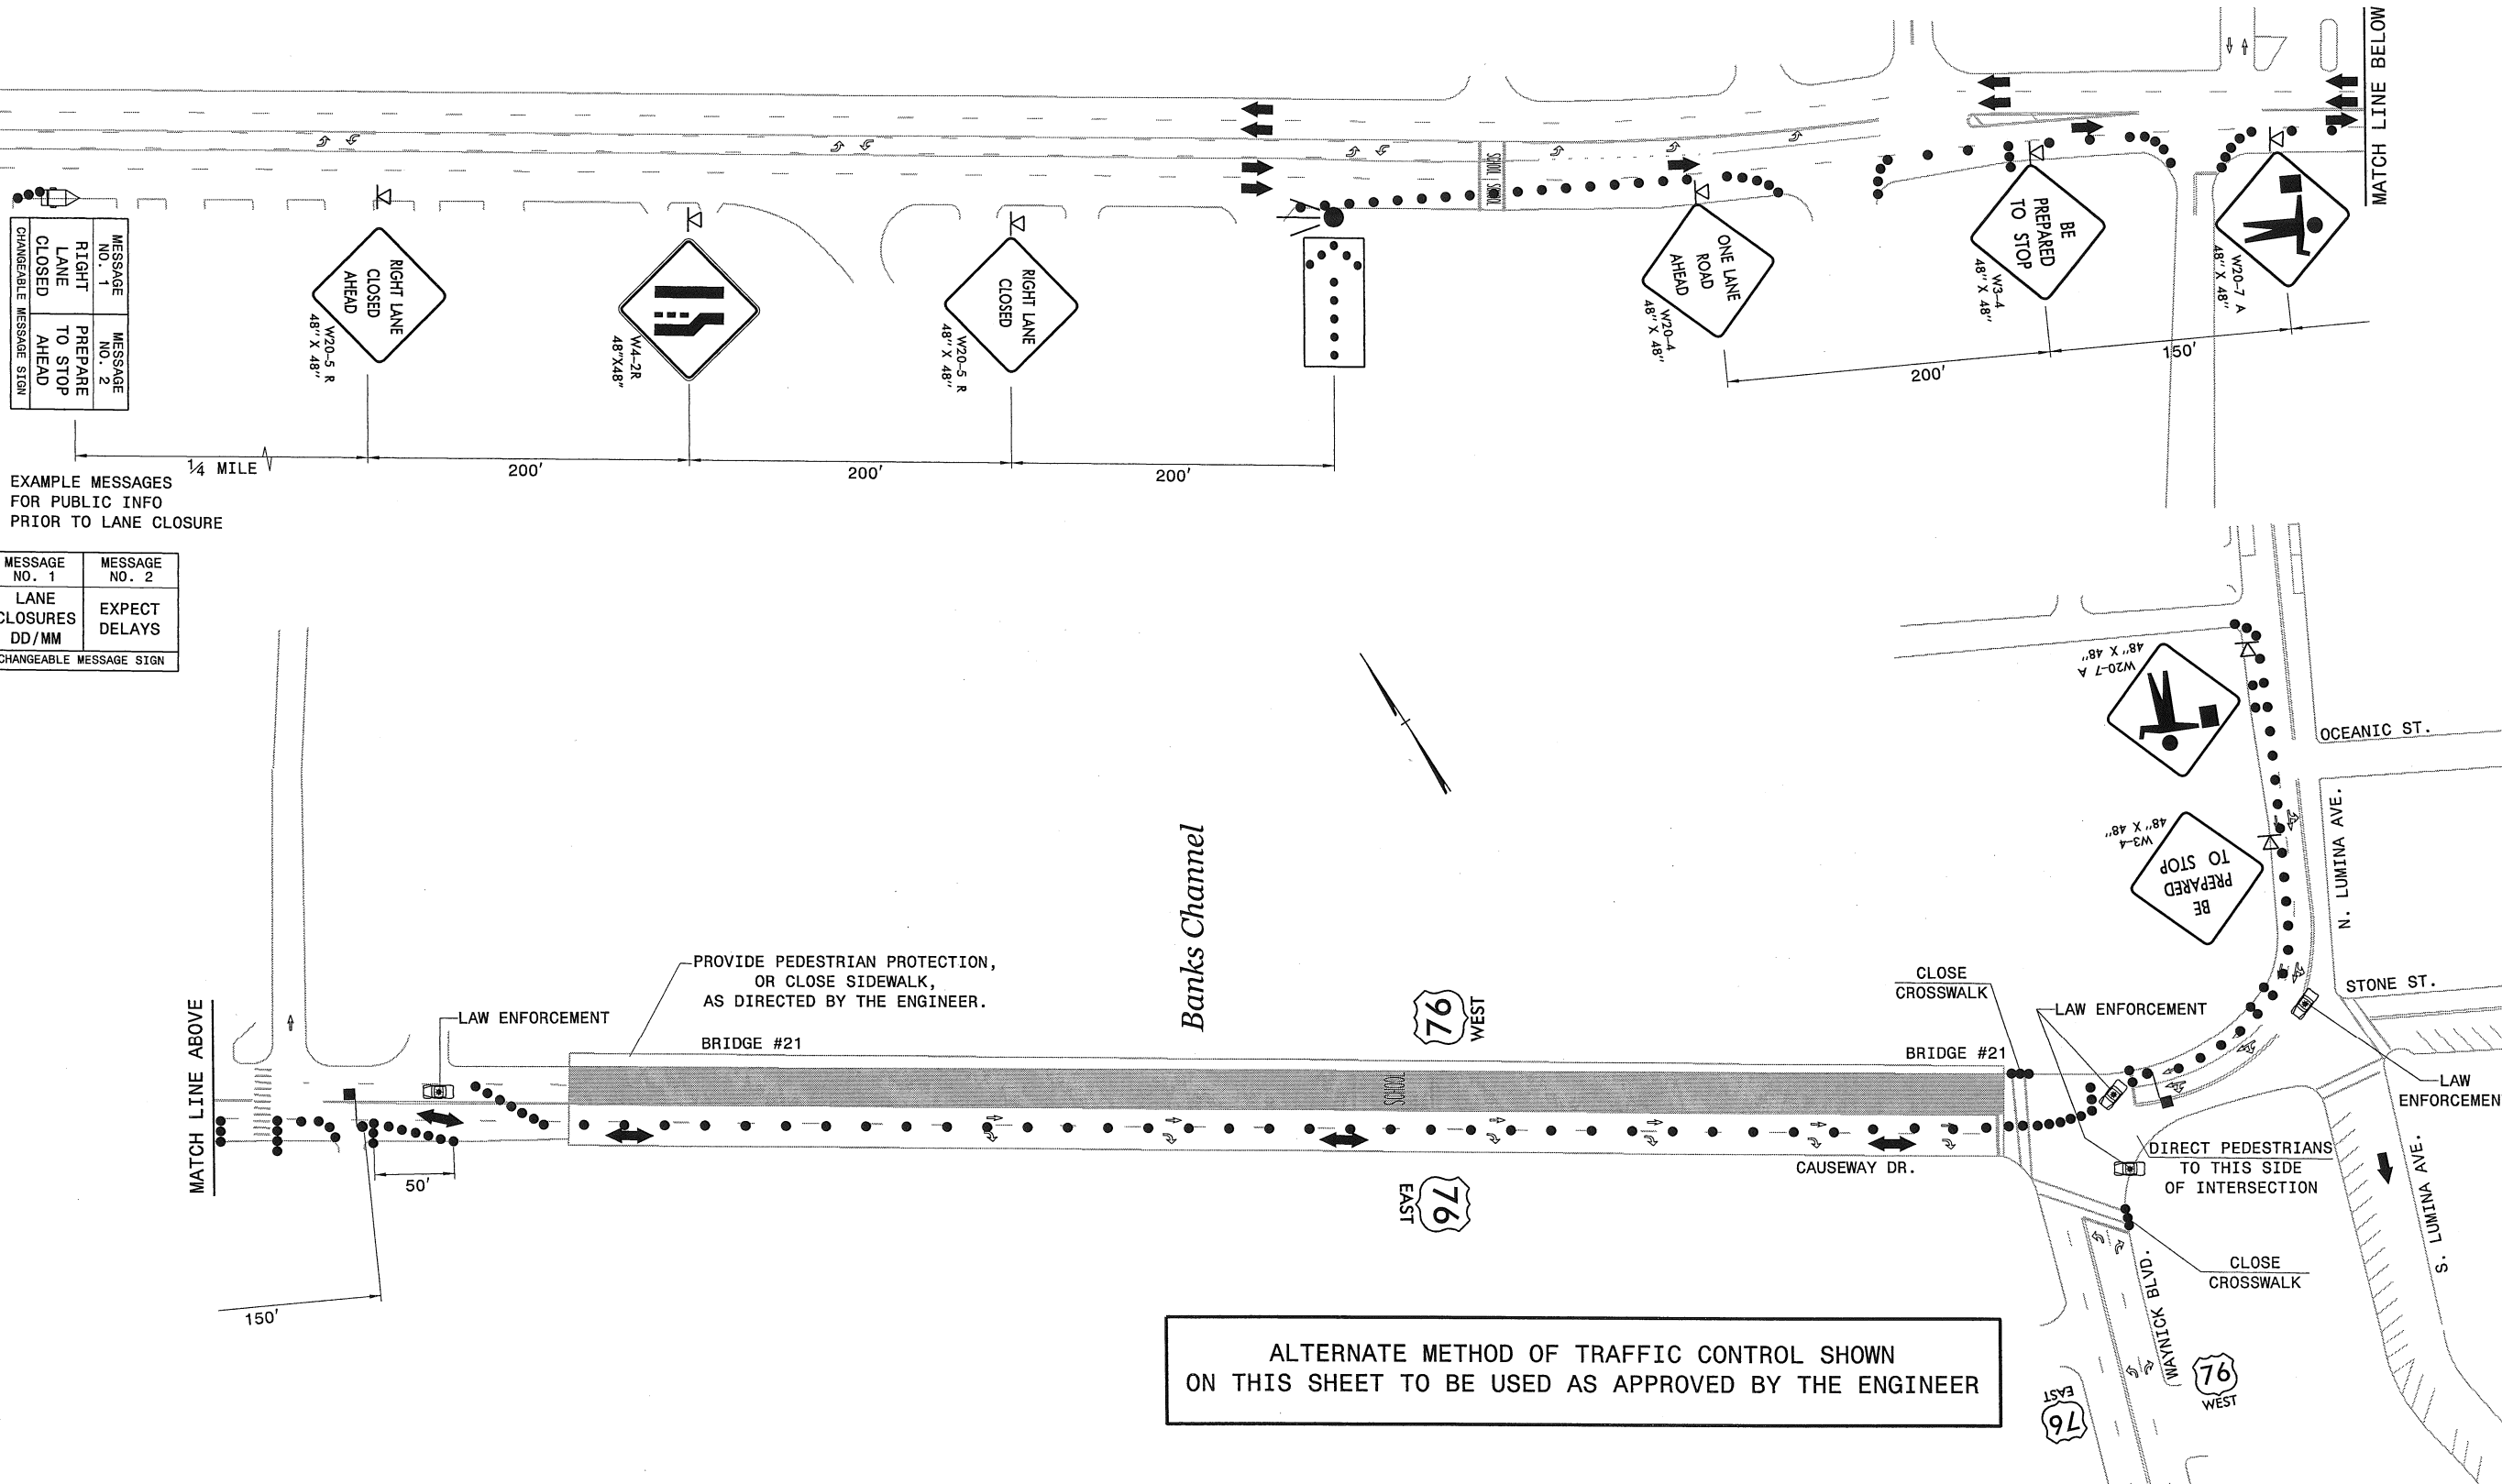 MATCH LINE BELOW
SCHOOL
SCHOOL
MESSAGE
NO. 1
RIGHT
LANE
CLOSED
MESSAGE
NO. 2
PREPARE
TO STOP
AHEAD
CHANGEABLE MESSAGE SIGN
RIGHT LANE
CLOSED
AHEAD
W20-5 R
48" X 48"
W4-2R
48"X48"
RIGHT LANE
CLOSED
W20-5 R
48" X 48"
ONE LANE
ROAD
AHEAD
W20-4
48" X 48"
BE
PREPARED
TO STOP
W3-4
48" X 48"
W20-7 A
48" X 48"
1/4 MILE
200'
200'
200'
200'
150'
EXAMPLE MESSAGES
FOR PUBLIC INFO
PRIOR TO LANE CLOSURE
MESSAGE
NO. 1
MESSAGE
NO. 2
LANE
CLOSURES
DD/MM
EXPECT
DELAYS
CHANGEABLE MESSAGE SIGN
W20-7 A
48" X 48"
OCEANIC ST.
N. LUMINA AVE.
W3-4
48" X 48"
BE
PREPARED
TO STOP
STONE ST.
MATCH LINE ABOVE
LAW ENFORCEMENT
PROVIDE PEDESTRIAN PROTECTION,
OR CLOSE SIDEWALK,
AS DIRECTED BY THE ENGINEER.
BRIDGE #21
Banks Channel
76
WEST
SCHOOL
BRIDGE #21
CLOSE
CROSSWALK
LAW ENFORCEMENT
LAW
ENFORCEMEN
50'
150'
76
EAST
CAUSEWAY DR.
DIRECT PEDESTRIANS
TO THIS SIDE
OF INTERSECTION
CLOSE
CROSSWALK
S. LUMINA AVE.
WAYNICK BLVD.
76
WEST
EAST
76
ALTERNATE METHOD OF TRAFFIC CONTROL SHOWN
ON THIS SHEET TO BE USED AS APPROVED BY THE ENGINEER